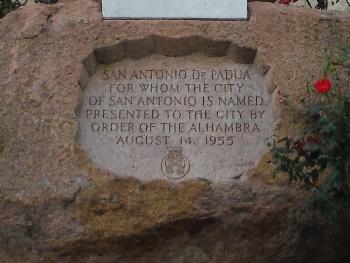 SAN ANTONIO DE PADUA
FOR WHOM THE CITY
OF SAN ANTONIO IS NAMED
PRESENTED TO THE CITY BY
ORDER OF THE ALHAMBRA
AUGUST 14, 1955